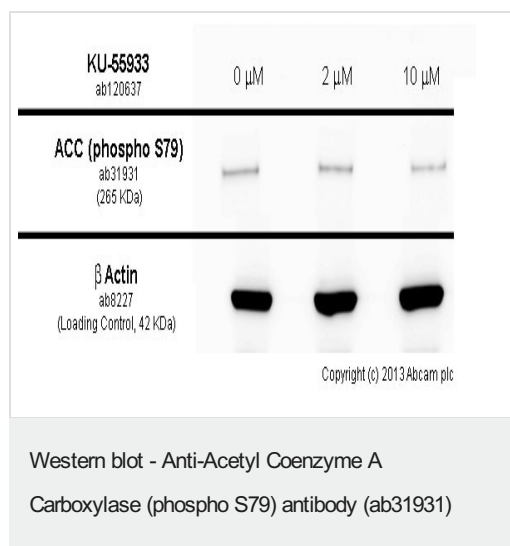 KU-55933
ab120637
0 µM 2 µM 10 µM
ACC (phospho S79)
ab31931
(265 KDa)
β Actin
ab8227
(Loading Control, 42 KDa)
Copyright (c) 2013 Abcam plc
Western blot - Anti-Acetyl Coenzyme A
Carboxylase (phospho S79) antibody (ab31931)